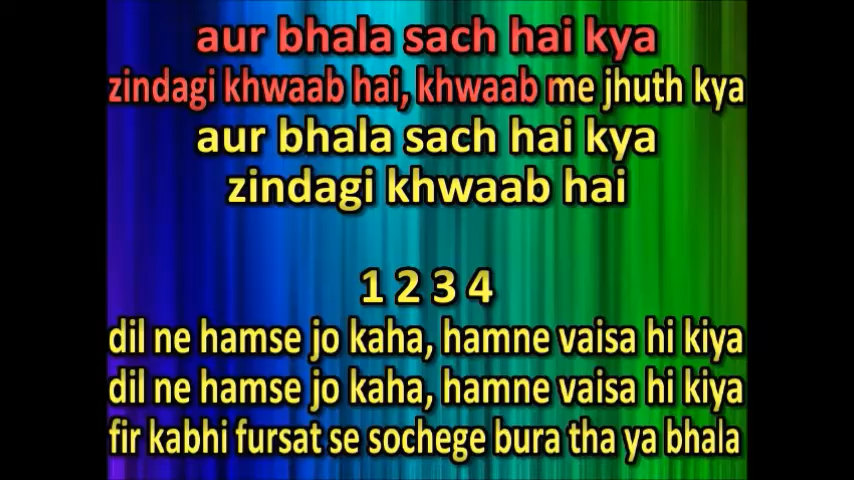 aur bhala sach hai kya
zindagi khwaab hai, khwaab me jhuth kya
aur bhala sach hai kya
zindagi khwaab hai
1 2 3 4
dil ne hamse jo kaha, hamne vaisa hi kiya
dil ne hamse jo kaha, hamne vaisa hi kiya
fir kabhi fursat se sochege bura tha ya bhala